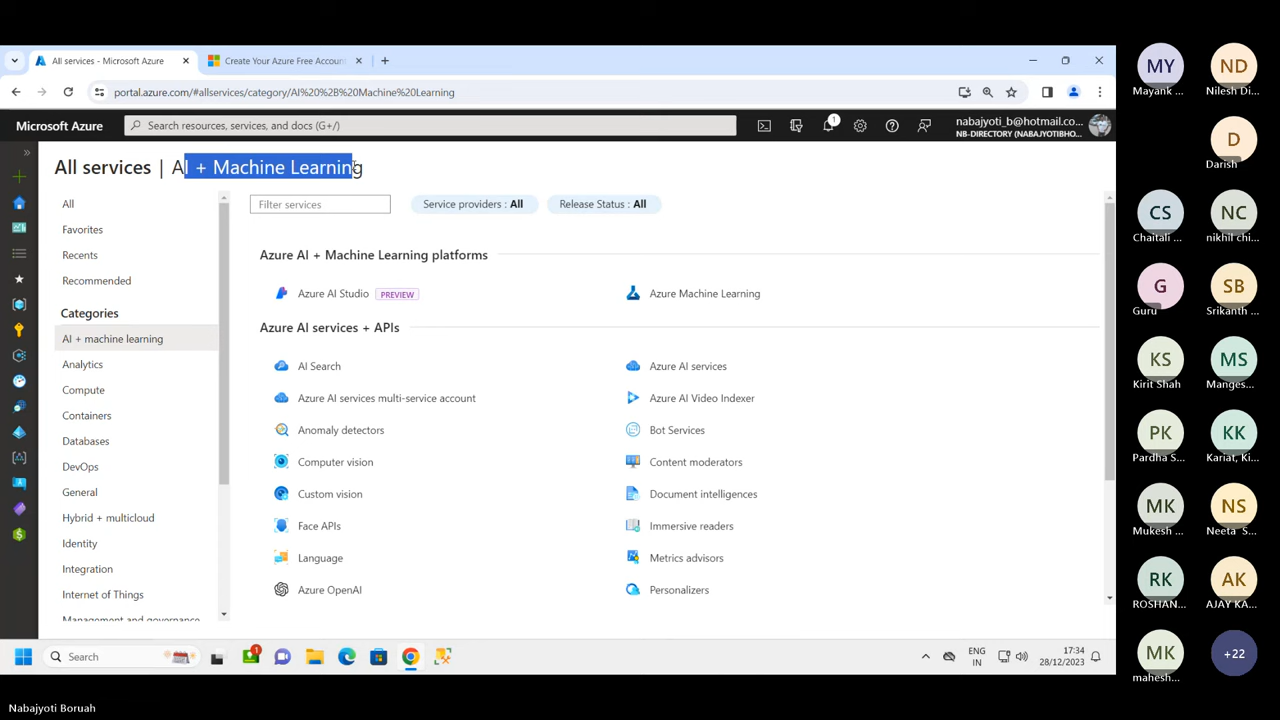 All services - Microsoft Azure
Create Your Azure Free Accoun
portal.azure.com/#allservices/category/AI%20%2B%20Machine%20Learning
Microsoft Azure
Search resources, services, and docs (G+/)
1
nabajyoti_b@hotmail.co...
NB-DIRECTORY (NABAJYOTIBHO...
All services | AI + Machine Learning
All
Favorites
Recents
Recommended
Categories
AI + machine learning
Analytics
Compute
Containers
Databases
DevOps
General
Hybrid + multicloud
Identity
Integration
Internet of Things
Management and governance
Filter services
Service providers : All
Release Status : All
Azure AI + Machine Learning platforms
Azure AI Studio PREVIEW
Azure Machine Learning
Azure AI services + APIs
AI Search
Azure AI services
Azure AI services multi-service account
Azure AI Video Indexer
Anomaly detectors
Bot Services
Computer vision
Content moderators
Custom vision
Document intelligences
Face APIs
Immersive readers
Language
Metrics advisors
Azure OpenAI
Personalizers
Search
1
ENG
IN
17:34
28/12/2023
MY
Mayank ...
ND
Nilesh Di...
D
Darish
CS
Chaitali ...
NC
nikhil chi...
G
Guru
SB
Srikanth ...
KS
Kirit Shah
MS
Manges...
PK
Pardha S...
KK
Kariat, Ki...
MK
Mukesh ...
NS
Neeta S...
RK
ROSHAN...
AK
AJAY KA...
MK
mahesh...
+22
Nabajyoti Boruah